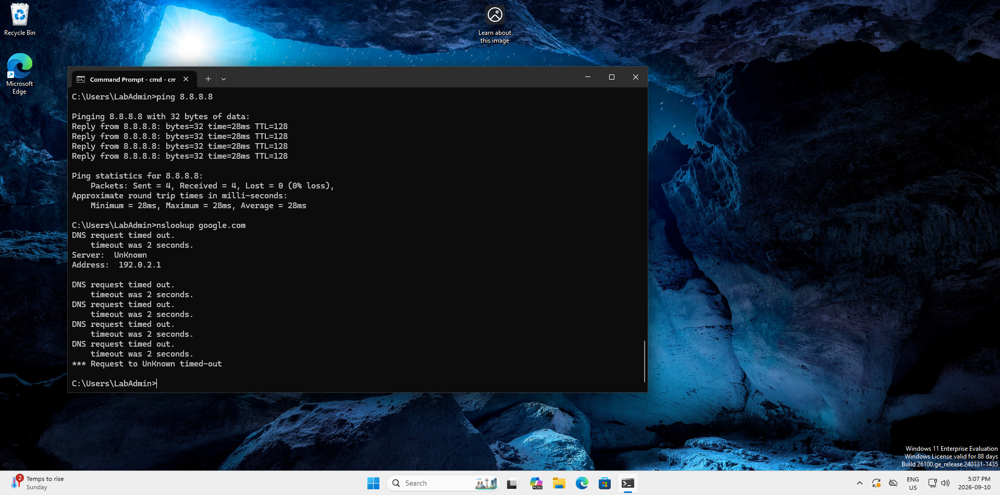 Recycle Bin
Learn about
this image
Microsoft
Edge
Command Prompt - cmd - cm
C:\Users\LabAdmin>ping 8.8.8.8
Pinging 8.8.8.8 with 32 bytes of data:
Reply from 8.8.8.8: bytes=32 time=28ms TTL=128
Reply from 8.8.8.8: bytes=32 time=28ms TTL=128
Reply from 8.8.8.8: bytes=32 time=28ms TTL=128
Reply from 8.8.8.8: bytes=32 time=28ms TTL=128
Ping statistics for 8.8.8.8:
    Packets: Sent = 4, Received = 4, Lost = 0 (0% loss),
Approximate round trip times in milli-seconds:
    Minimum = 28ms, Maximum = 28ms, Average = 28ms
C:\Users\LabAdmin>nslookup google.com
DNS request timed out.
    timeout was 2 seconds.
Server:  UnKnown
Address:  192.0.2.1
DNS request timed out.
    timeout was 2 seconds.
DNS request timed out.
    timeout was 2 seconds.
DNS request timed out.
    timeout was 2 seconds.
DNS request timed out.
    timeout was 2 seconds.
*** Request to UnKnown timed-out
C:\Users\LabAdmin>
Windows 11 Enterprise Evaluation
Windows License valid for 88 days
Build 26100.ge_release.240331-1435
2
Temps to rise
Sunday
Search
M365
ENG
US
5:07 PM
2026-09-10